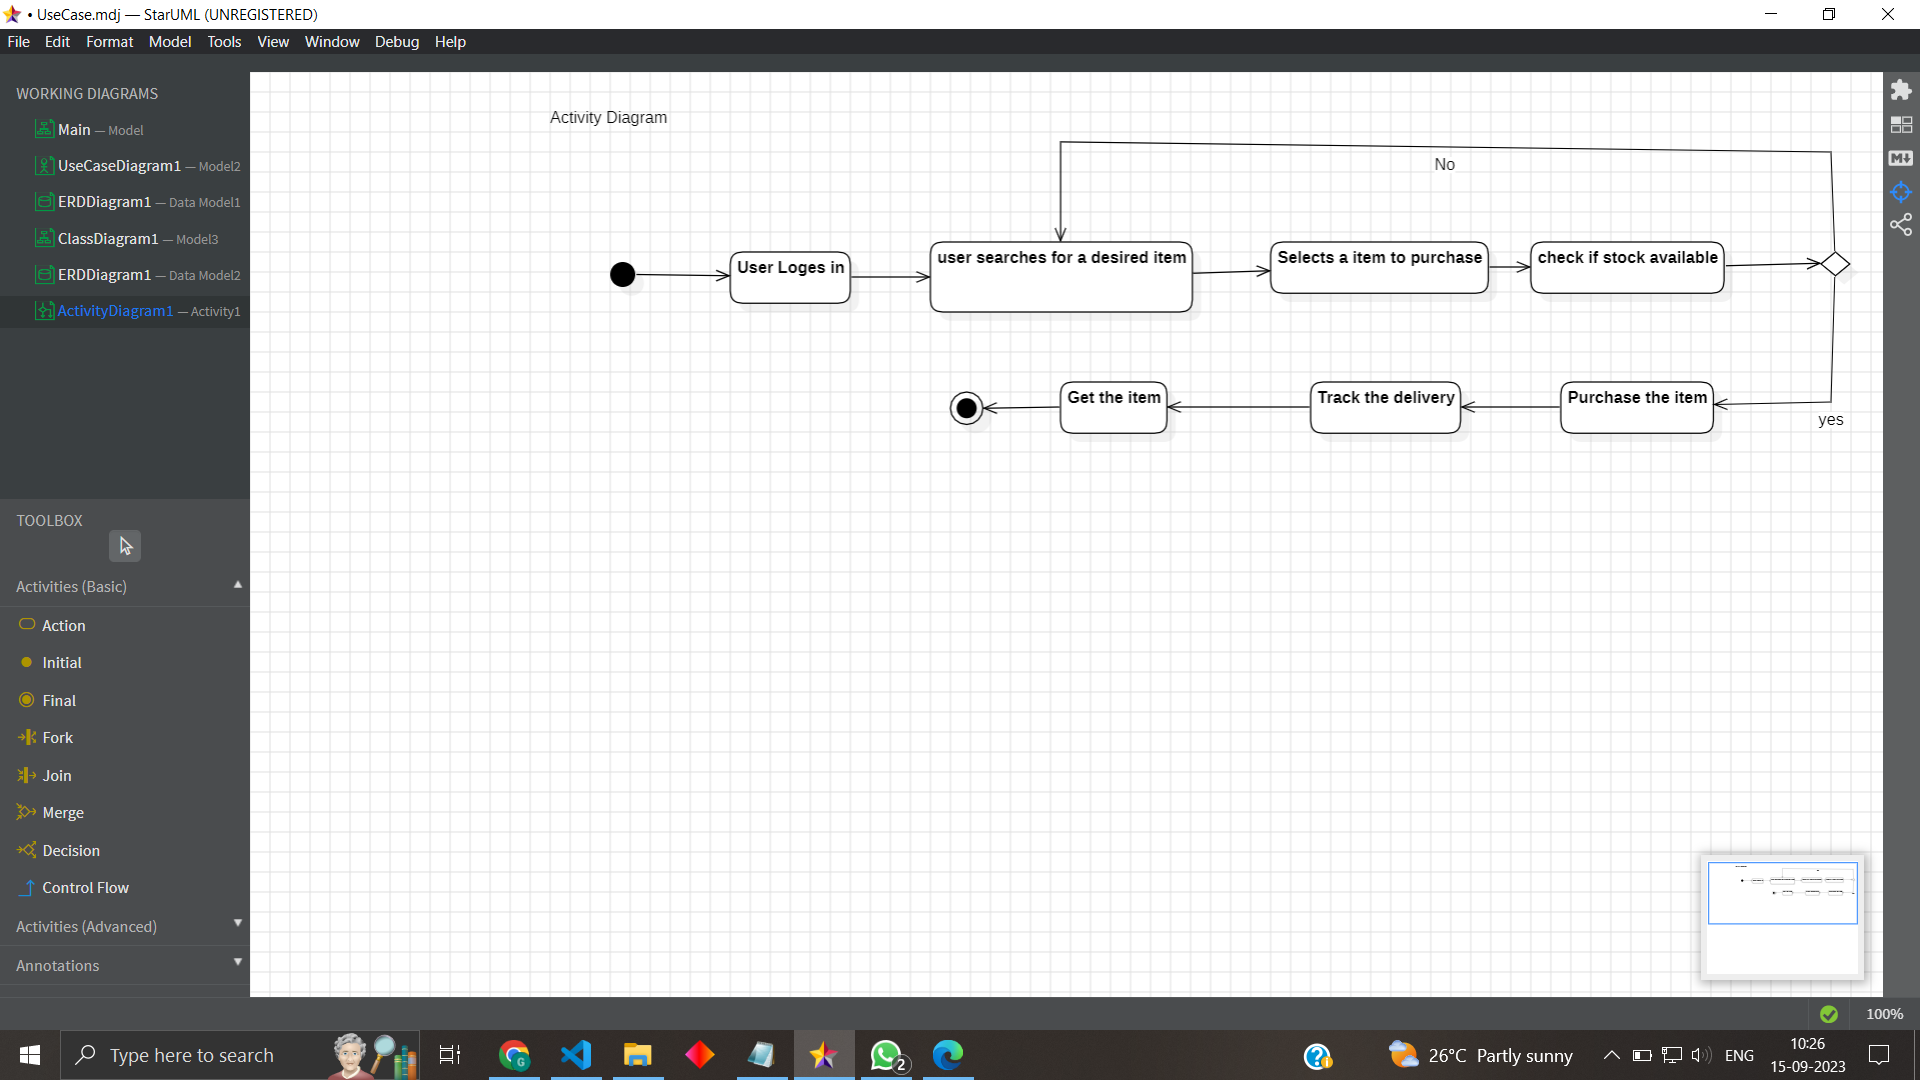 • UseCase.mdj — StarUML (UNREGISTERED)
File Edit Format Model Tools View Window Debug Help
WORKING DIAGRAMS
Main — Model
UseCaseDiagram1 — Model2
ERDDiagram1 — Data Model1
ClassDiagram1 — Model3
ERDDiagram1 — Data Model2
ActivityDiagram1 — Activity1
Activity Diagram
No
User Loges in
user searches for a desired item
Selects a item to purchase
check if stock available
Get the item
Track the delivery
Purchase the item
yes
TOOLBOX
Activities (Basic)
Action
Initial
Final
Fork
Join
Merge
Decision
Control Flow
Activities (Advanced)
Annotations
M
100%
Type here to search
G
2
26°C Partly sunny
ENG
10:26
15-09-2023